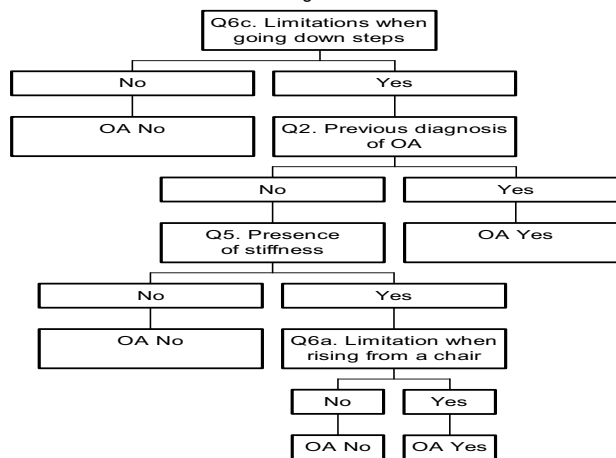 Q6c. Limitations when
going down steps
No
Yes
OA No
Q2. Previous diagnosis
of OA
No
Yes
Q5. Presence
of stiffness
OA Yes
No
Yes
OA No
Q6a. Limitation when
rising from a chair
No
Yes
OA No
OA Yes